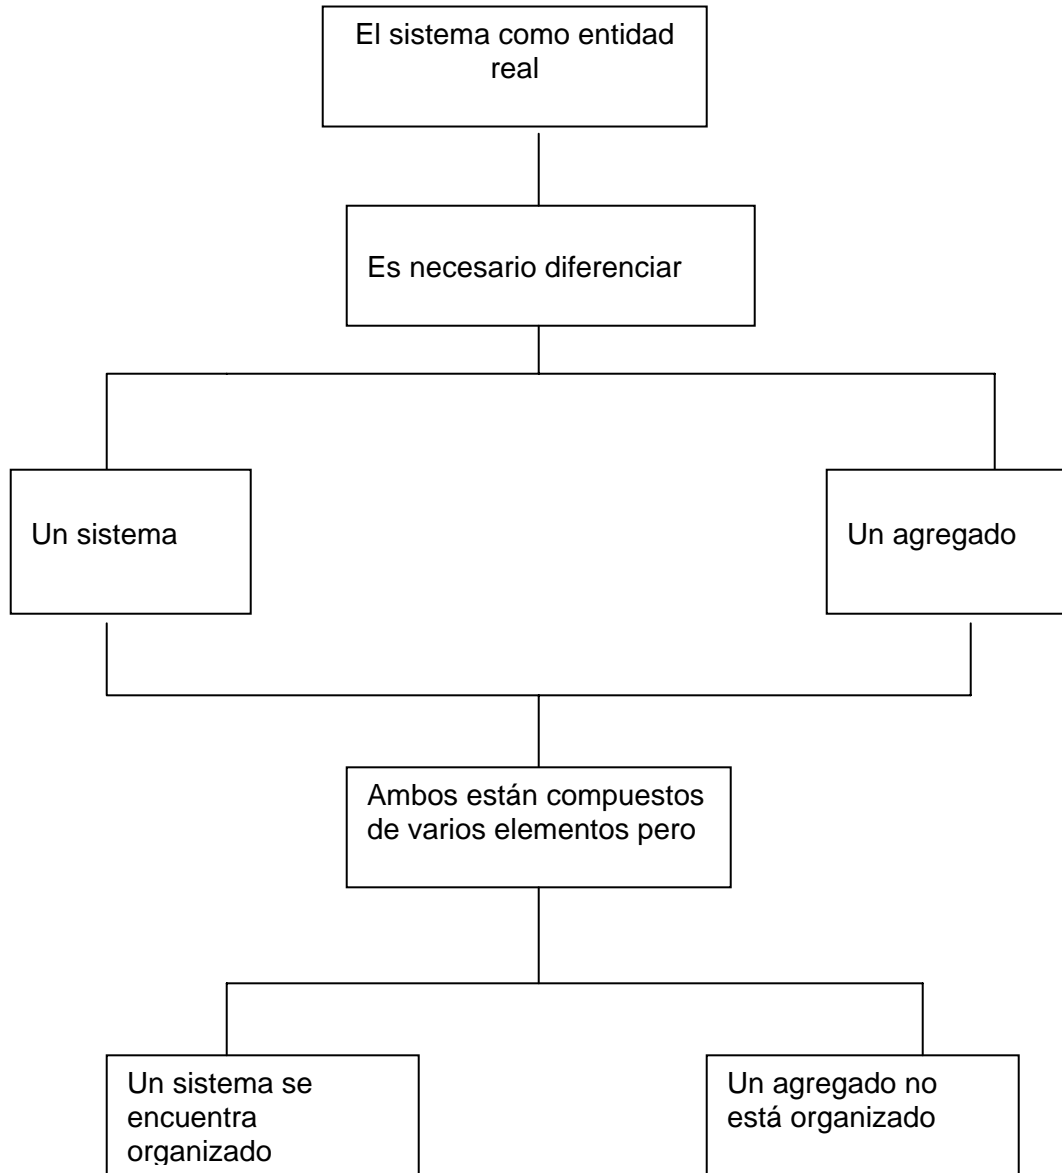 El sistema como entidad
real
Es necesario diferenciar
Un sistema
Un agregado
Ambos están compuestos
de varios elementos pero
Un sistema se
encuentra
organizado
Un agregado no
está organizado